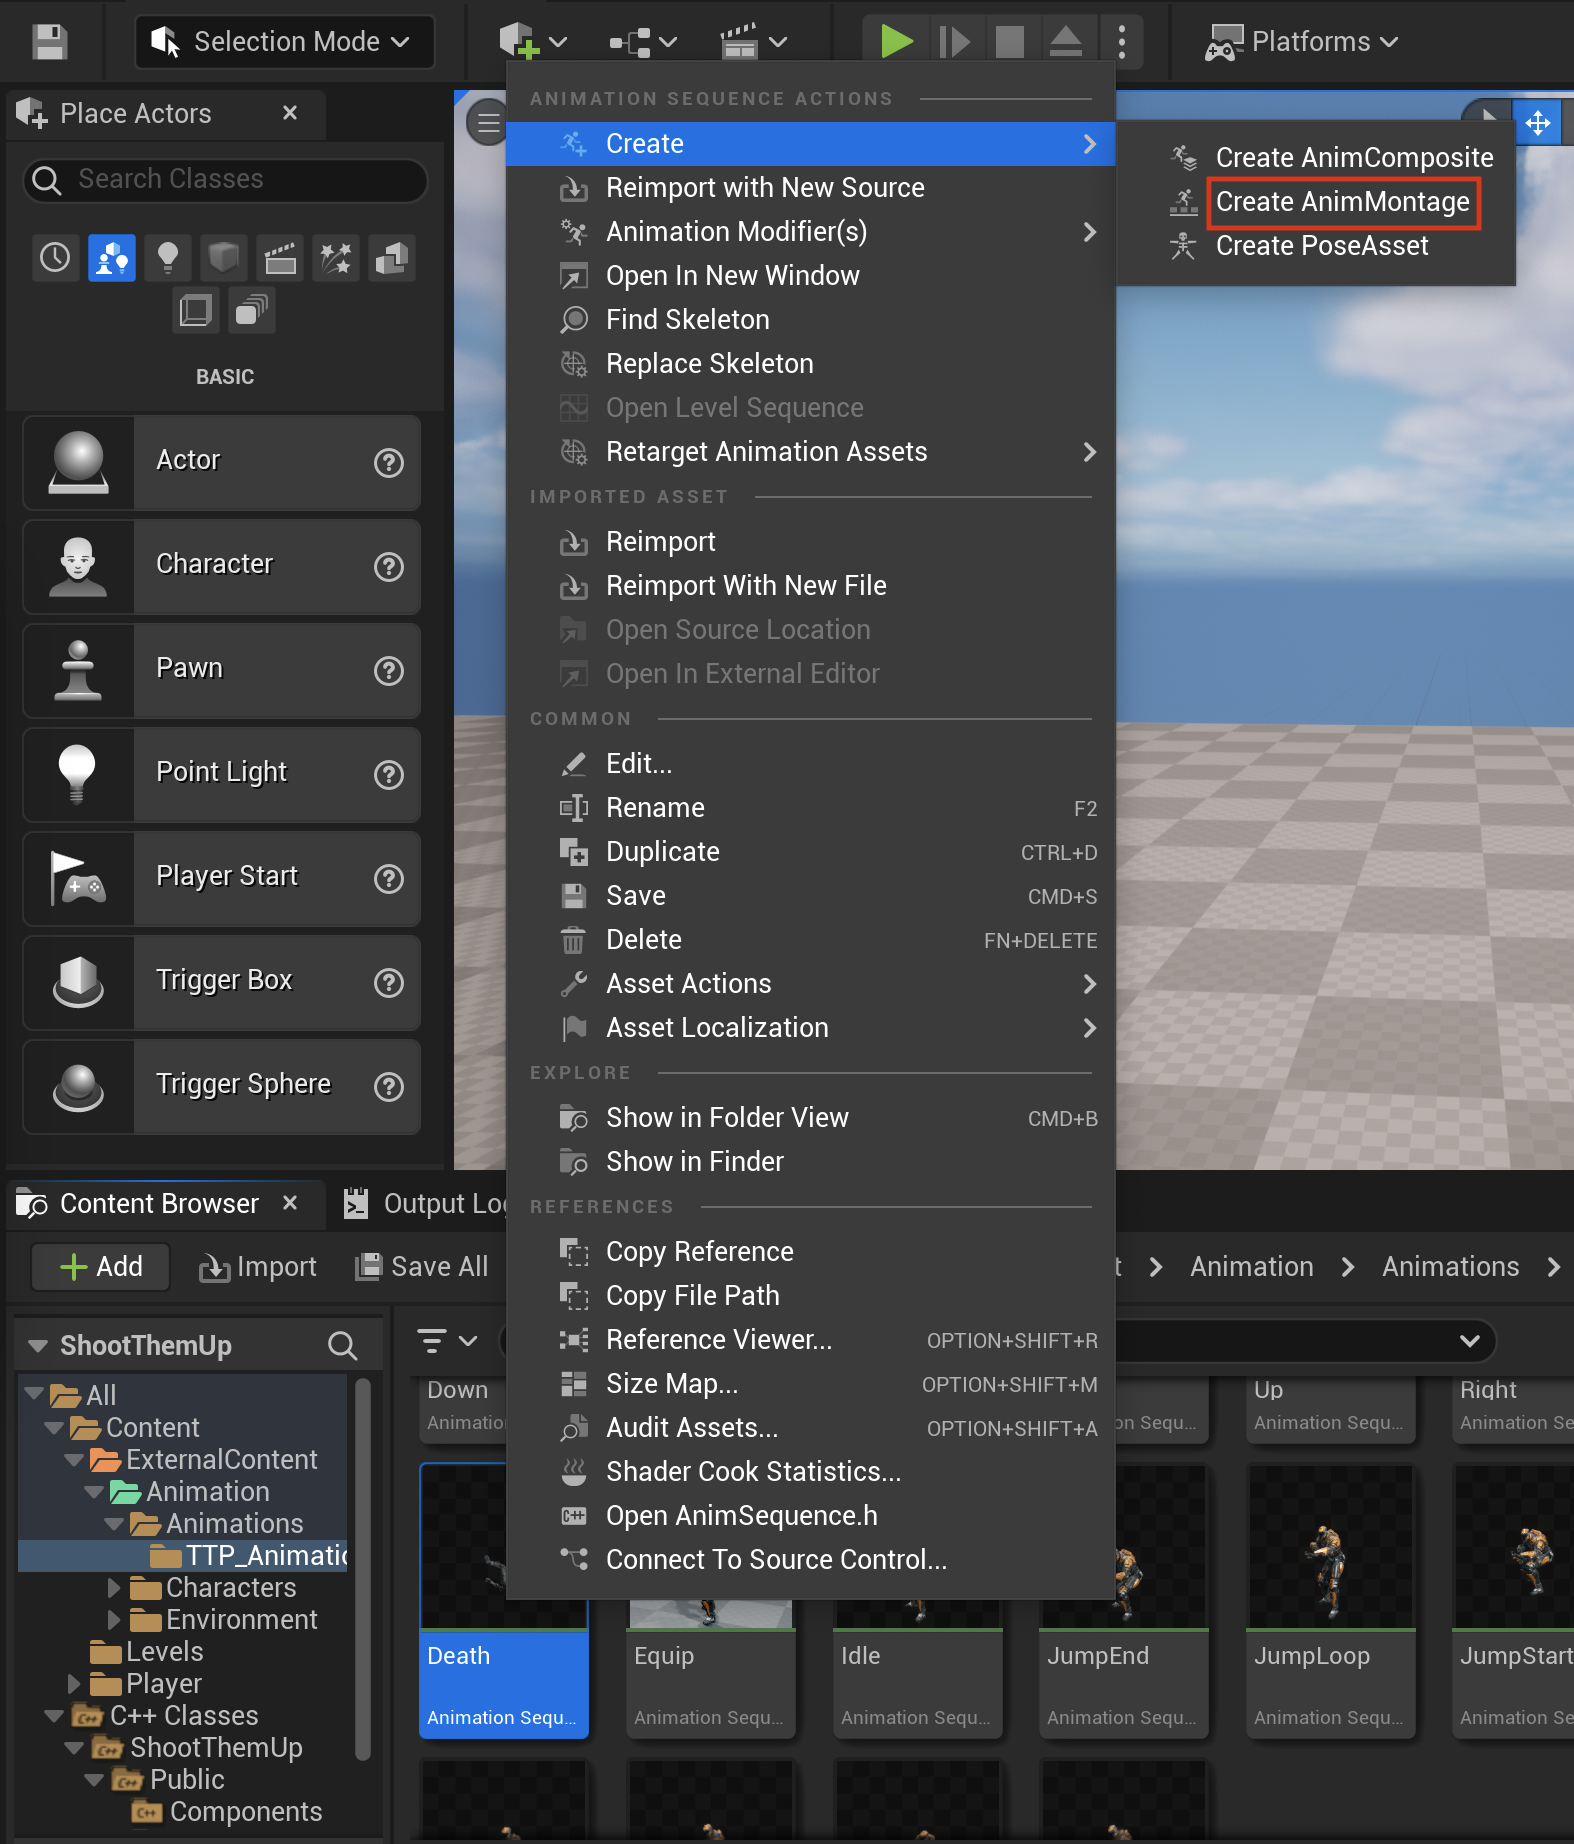 Selection Mode
Platforms
Place Actors
Search Classes
BASIC
Actor
Character
Pawn
Point Light
Player Start
Trigger Box
Trigger Sphere
ANIMATION SEQUENCE ACTIONS
Create
Reimport with New Source
Animation Modifier(s)
Open In New Window
Find Skeleton
Replace Skeleton
Open Level Sequence
Retarget Animation Assets
IMPORTED ASSET
Reimport
Reimport With New File
Open Source Location
Open In External Editor
COMMON
Edit...
Rename F2
Duplicate CTRL+D
Save CMD+S
Delete FN+DELETE
Asset Actions
Asset Localization
EXPLORE
Show in Folder View CMD+B
Show in Finder
REFERENCES
Copy Reference
Copy File Path
Reference Viewer... OPTION+SHIFT+R
Size Map... OPTION+SHIFT+M
Audit Assets... OPTION+SHIFT+A
Shader Cook Statistics...
Open AnimSequence.h
Connect To Source Control...
Create AnimComposite
Create AnimMontage
Create PoseAsset
Content Browser
Output Log
Add Import Save All
t Animation Animations
ShootThemUp
All
Content
ExternalContent
Animation
Animations
TTP_Animatic
Characters
Environment
Levels
Player
C++ Classes
ShootThemUp
Public
Components
Down Up Right
Animatio on Sequ... Animation Sequ... Animation Se
Death Equip Idle JumpEnd JumpLoop JumpStart
Animation Sequ... Animation Sequ... Animation Sequ... Animation Sequ... Animation Sequ... Animation Se